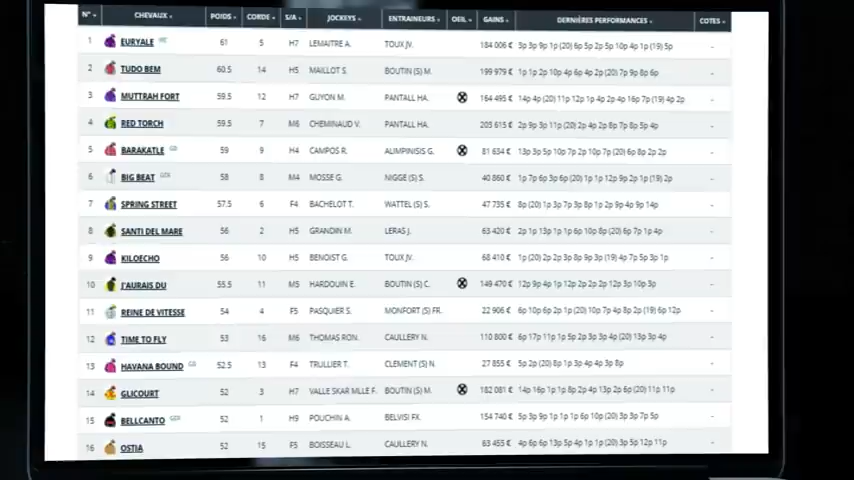 N° CHEVAUX POIDS CORDE S/A JOCKEYS ENTRAINEURS OEIL GAINS DERNIÈRES PERFORMANCES COTES
1 EURYALE 61 5 H7 LEMAITRE A. TOUX JV. 184 006 € 3p 3p 9p 1p (20) 6p 5p 2p 5p 10p 4p 1p (19) 5p -
2 TUDO BEM 60.5 14 H5 MAILLOT S. BOUTIN (S) M. 199 979 € 1p 1p 2p 10p 4p 6p 4p 2p (20) 7p 9p 8p 6p -
3 MUTTRAH FORT 59.5 12 H7 GUYON M. PANTALL HA. 164 495 € 14p 4p (20) 11p 12p 1p 4p 2p 4p 16p 7p (19) 4p 2p -
4 RED TORCH 59.5 7 M6 CHEMINAUD V. PANTALL HA. 205 615 € 2p 9p 3p 11p (20) 2p 4p 2p 8p 7p 8p 5p 4p -
5 BARAKATLE 59 9 H4 CAMPOS R. ALIMPINISIS G. 81 634 € 13p 3p 5p 10p 7p 2p 10p 7p (20) 6p 8p 2p 2p -
6 BIG BEAT 58 8 M4 MOSSE G. NIGGE (S) S. 40 860 € 1p 7p 6p 3p 6p (20) 1p 1p 12p 9p 2p 1p (19) 2p -
7 SPRING STREET 57.5 6 F4 BACHELOT T. WATTEL (S) S. 47 735 € 8p (20) 1p 3p 7p 3p 8p 1p 2p 9p 4p 9p 14p -
8 SANTI DEL MARE 56 2 H5 GRANDIN M. LERAS J. 63 420 € 2p 1p 13p 1p 1p 6p 10p 8p (20) 6p 7p 1p 4p -
9 KILOECHO 56 10 H5 BENOIST G. TOUX JV. 68 410 € 1p (20) 2p 2p 3p 8p 9p 3p (19) 4p 7p 5p 3p 1p -
10 J'AURAIS DU 55.5 11 M5 HARDOUIN E. BOUTIN (S) C. 149 470 € 12p 9p 4p 1p 12p 2p 2p 2p 12p 3p 10p 3p -
11 REINE DE VITESSE 54 4 F5 PASQUIER S. MONFORT (S) FR. 22 906 € 6p 10p 6p 2p 1p (20) 10p 7p 4p 8p 2p (19) 6p 12p -
12 TIME TO FLY 53 16 M6 THOMAS RON. CAULLERY N. 110 800 € 6p 17p 11p 1p 5p 2p 3p 3p 4p (20) 13p 3p 4p -
13 HAVANA BOUND 52.5 13 F4 TRULLIER T. CLEMENT (S) N. 27 855 € 5p 2p (20) 8p 1p 3p 4p 4p 3p 8p -
14 GLICOURT 52 3 H7 VALLE SKAR MLLE F. BOUTIN (S) M. 182 081 € 14p 16p 1p 1p 8p 2p 4p 13p 2p 6p (20) 11p 11p -
15 BELLCANTO 52 1 H9 POUCHIN A. BELVISI FX. 154 740 € 5p 3p 9p 1p 1p 1p 6p 10p (20) 3p 3p 7p 5p -
16 OSTIA 52 15 F5 BOISSEAU L. CAULLERY N. 63 455 € 4p 6p 6p 13p 5p 4p 1p 1p (20) 3p 5p 12p 11p -